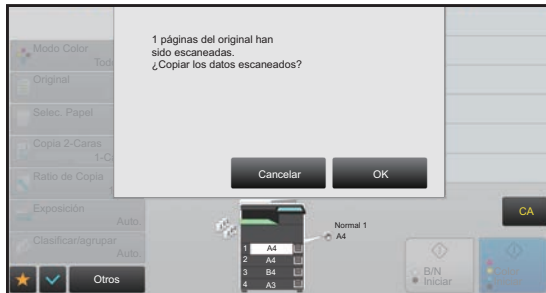 1 páginas del original han
sido escaneadas.
¿Copiar los datos escaneados?
Cancelar
OK
Modo Color
Todo
Original
Selec. Papel
Copia 2-Caras
1-C
Ratio de Copia
Exposición
Auto.
Clasificar/agrupar
Auto.
Otros
Normal 1
A4
1 A4
2 A4
3 B4
4 A3
CA
B/N
Iniciar